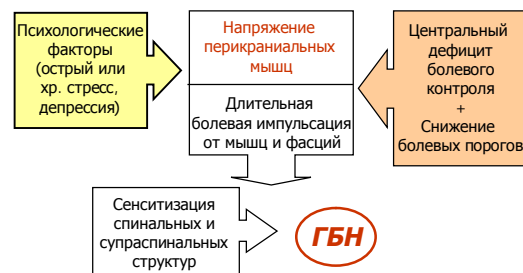 Психологические
факторы
(острый или
хр. стресс,
депрессия)
Напряжение
перикраниальных
мышц
Длительная
болевая импульсация
от мышц и фасций
Центральный
дефицит
болевого
контроля
+
Снижение
болевых порогов
Сенситизация
спинальных и
супраспинальных
структур
ГБН